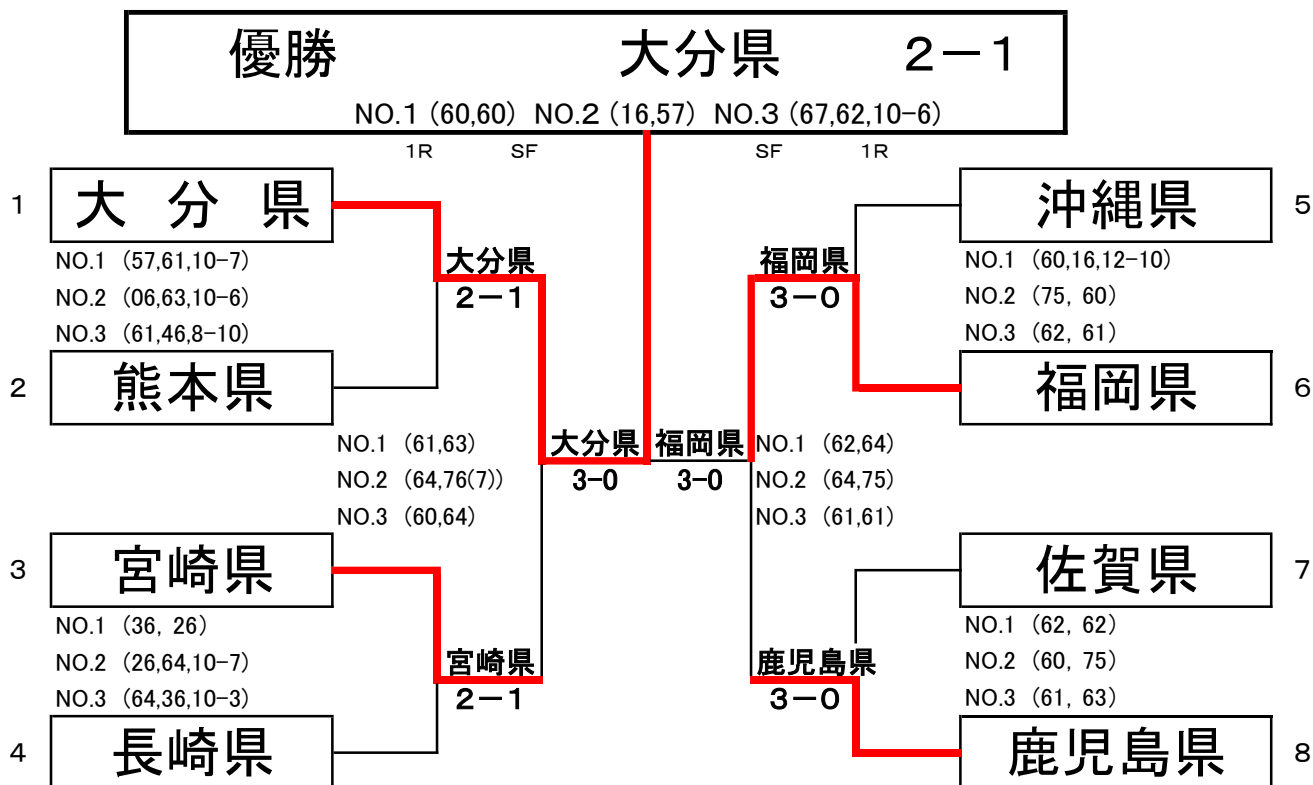 優勝 大分県 2－1
NO.1 (60,60) NO.2 (16,57) NO.3 (67,62,10-6)
1R SF SF 1R
1 大 分 県
NO.1 (57,61,10-7)
NO.2 (06,63,10-6)
NO.3 (61,46,8-10)
2 熊本県
大分県
2－1
NO.1 (61,63)
NO.2 (64,76(7))
NO.3 (60,64)
3 宮崎県
NO.1 (36, 26)
NO.2 (26,64,10-7)
NO.3 (64,36,10-3)
4 長崎県
宮崎県
2－1
大分県
3-0
福岡県
3-0
福岡県
3－0
NO.1 (62,64)
NO.2 (64,75)
NO.3 (61,61)
鹿児島県
3－0
沖縄県 5
NO.1 (60,16,12-10)
NO.2 (75, 60)
NO.3 (62, 61)
福岡県 6
佐賀県 7
NO.1 (62, 62)
NO.2 (60, 75)
NO.3 (61, 63)
鹿児島県 8